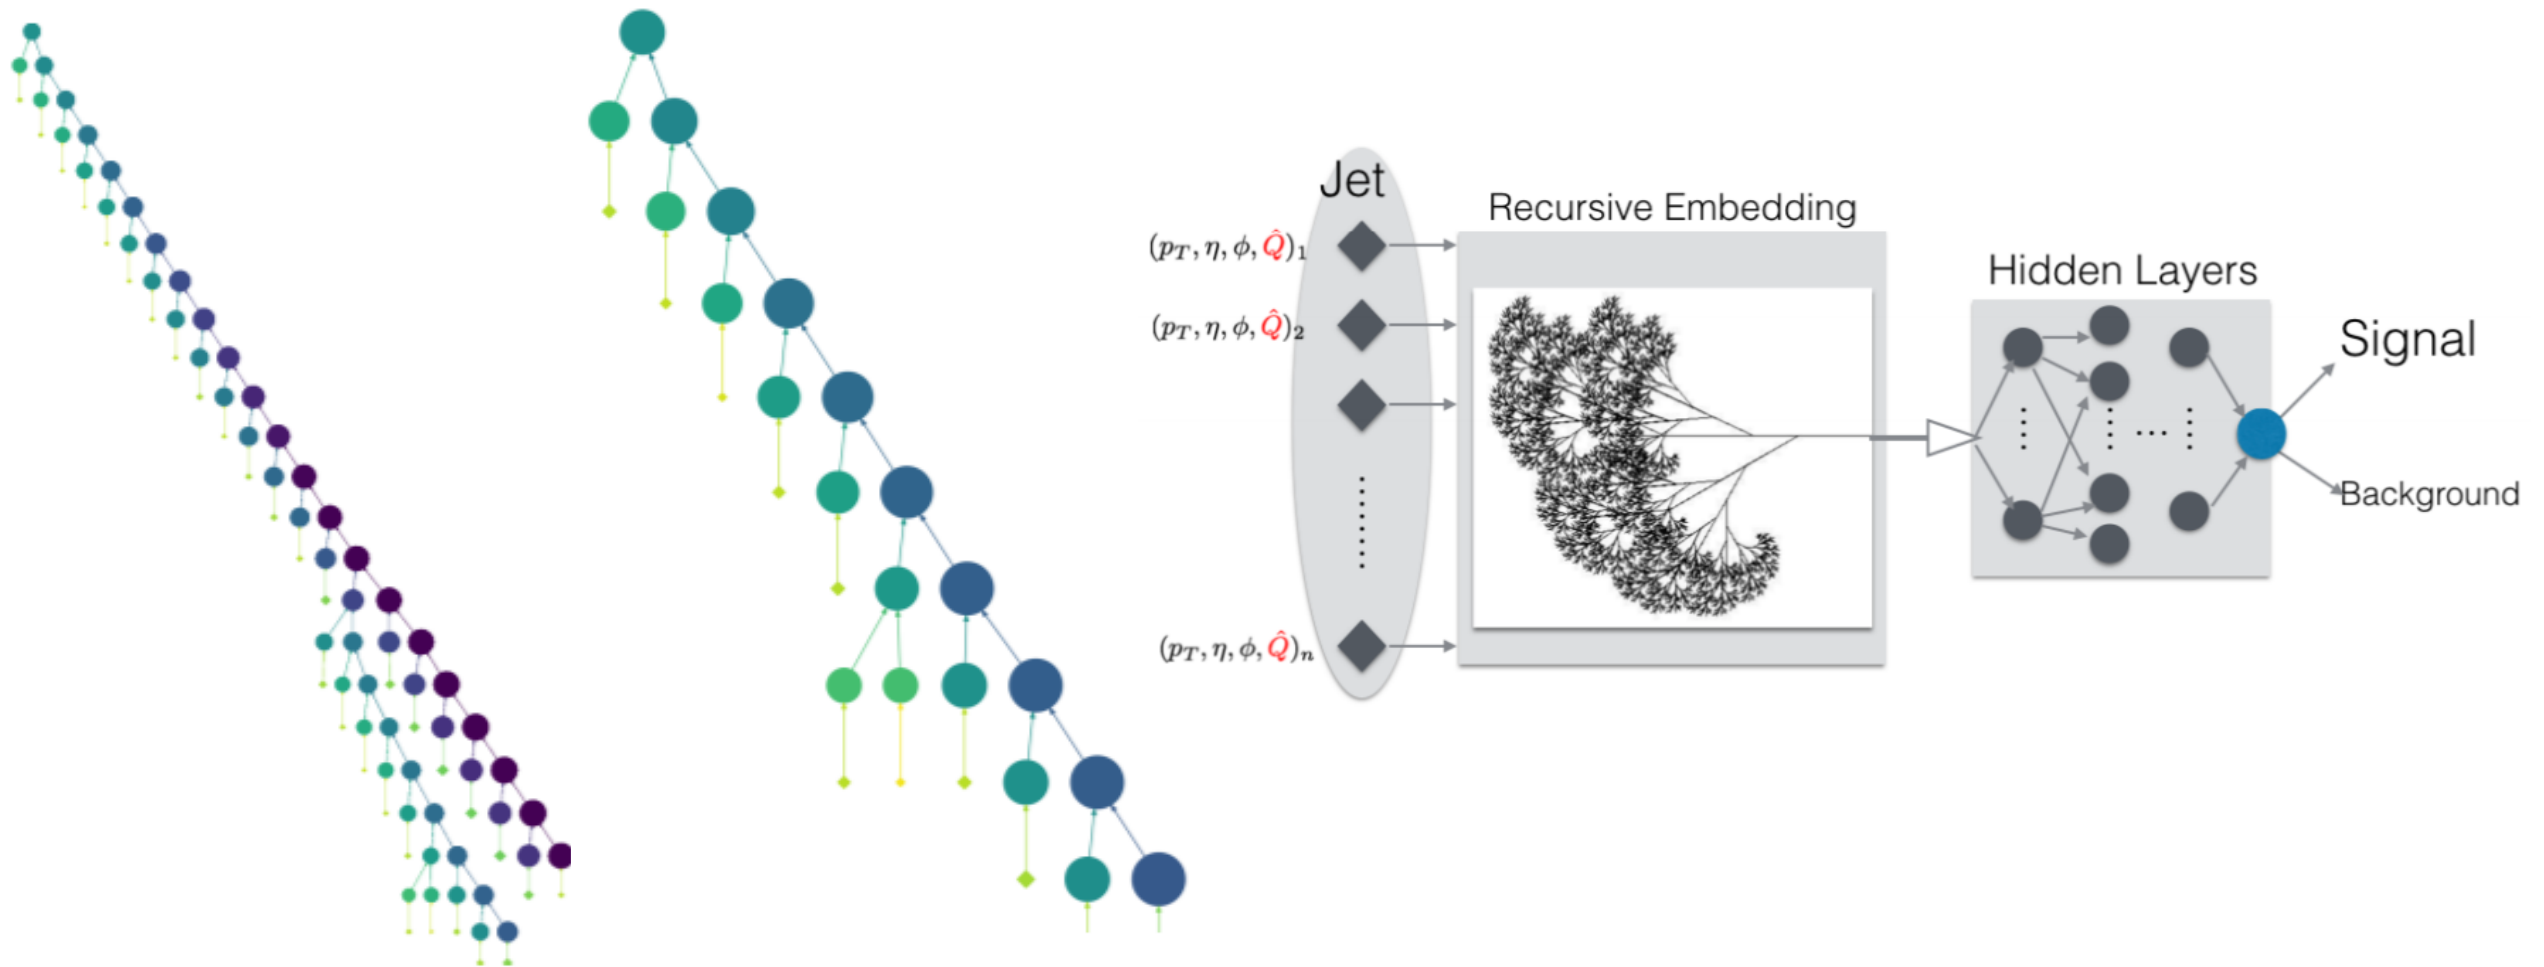 Jet
(p_T, η, ϕ, Q̂)_1
(p_T, η, ϕ, Q̂)_2
(p_T, η, ϕ, Q̂)_n
Recursive Embedding
Hidden Layers
Signal
Background